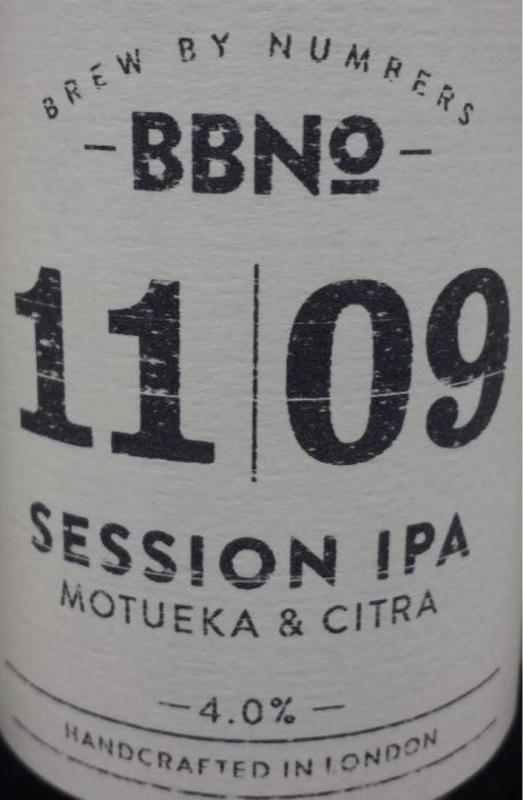 BREW BY NUMBERS
-BBNo-
11|09
SESSION IPA
MOTUEKA & CITRA
-4.0%-
HANDCRAFTED IN LONDON